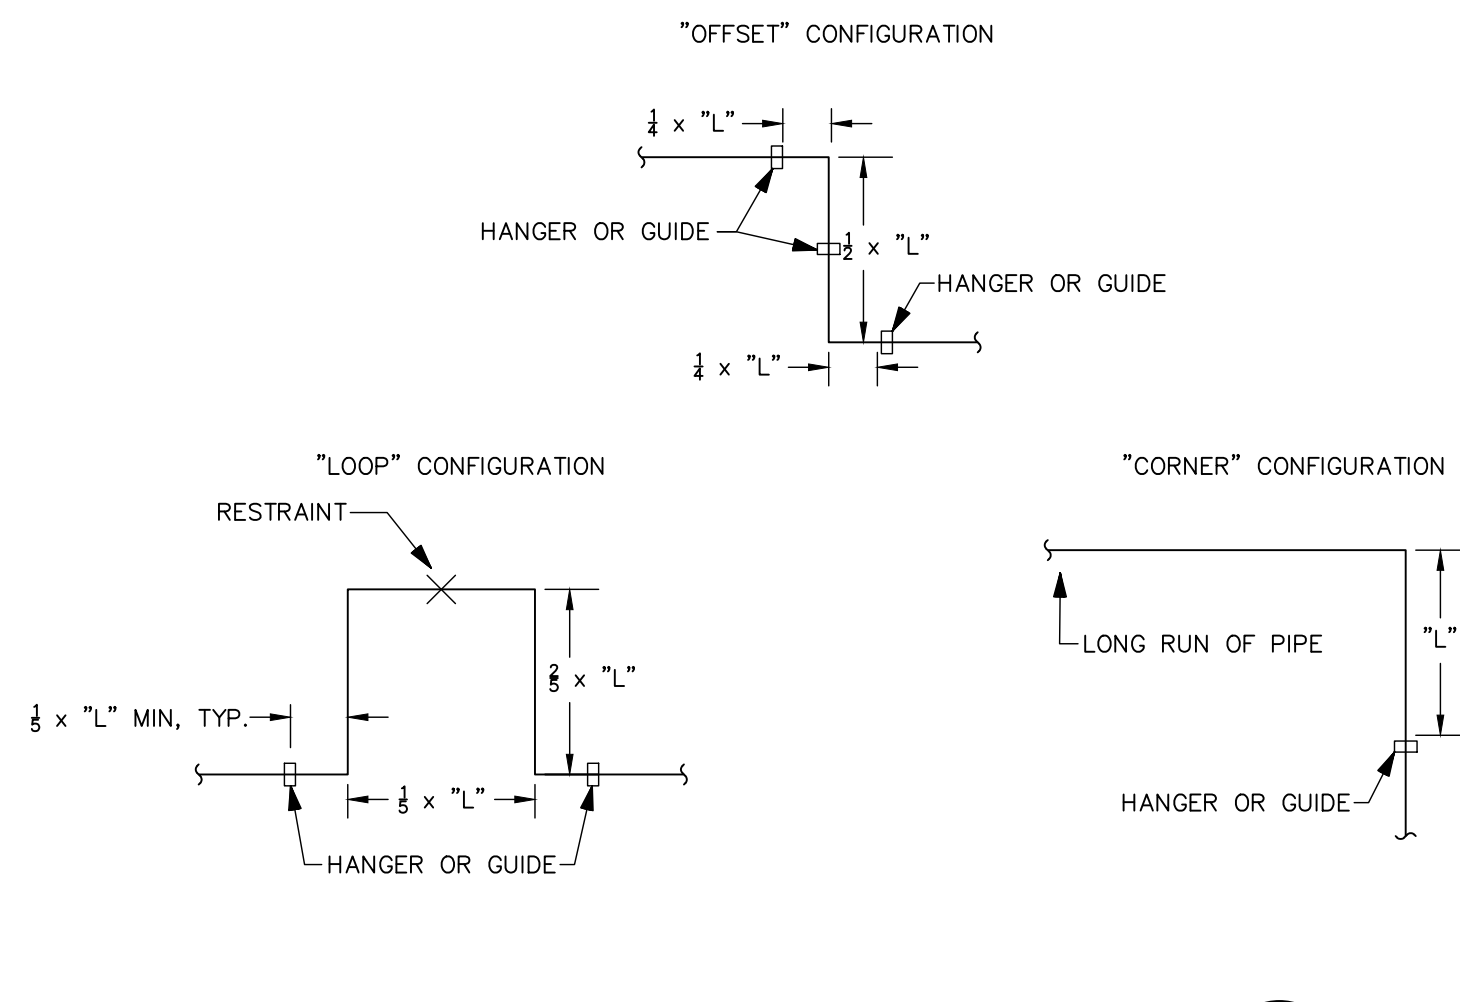 ”OFFSET” CONFIGURATION
1/4 x ”L”
HANGER OR GUIDE
1/2 x ”L”
HANGER OR GUIDE
1/4 x ”L”
”LOOP” CONFIGURATION
RESTRAINT
2/5 x ”L”
1/5 x ”L” MIN, TYP.
1/5 x ”L”
HANGER OR GUIDE
”CORNER” CONFIGURATION
LONG RUN OF PIPE
”L”
HANGER OR GUIDE